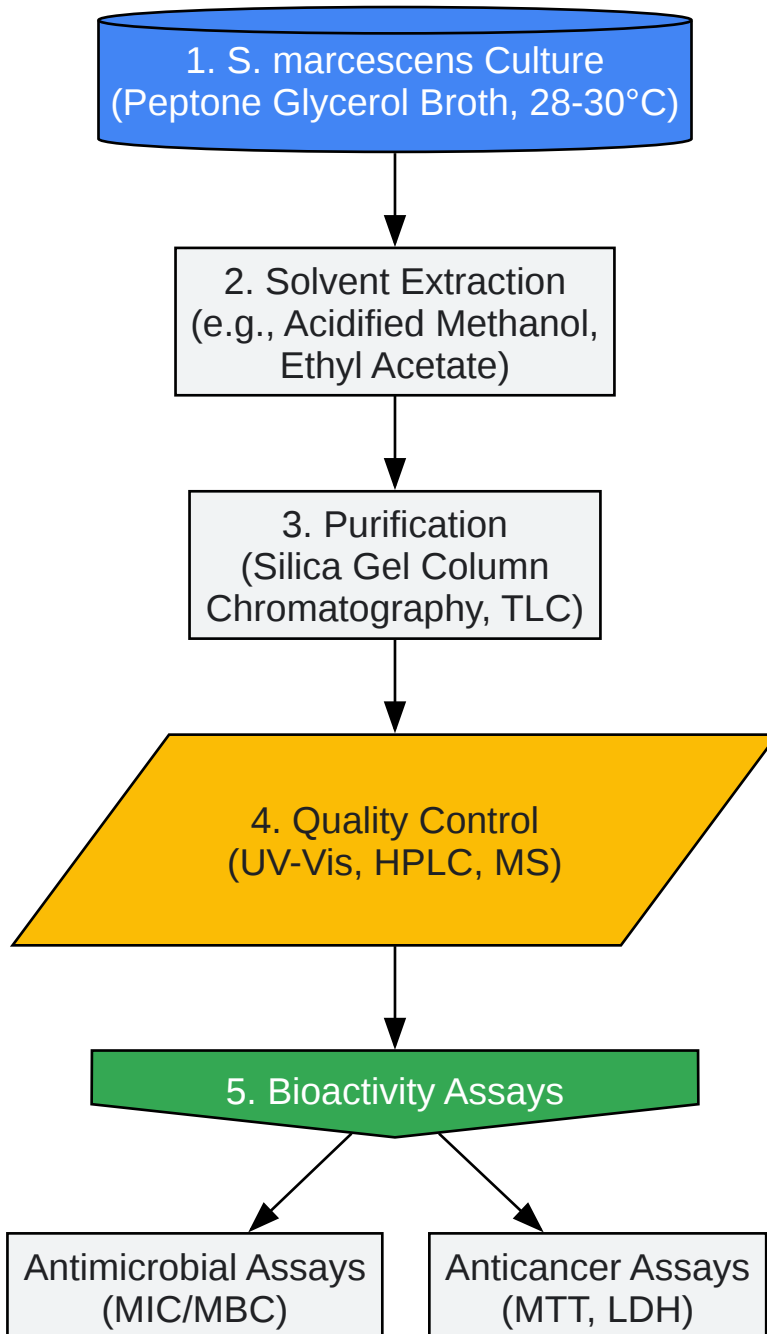 1. S. marcescens Culture
(Peptone Glycerol Broth, 28-30°C)
2. Solvent Extraction
(e.g., Acidified Methanol,
Ethyl Acetate)
3. Purification
(Silica Gel Column
Chromatography, TLC)
4. Quality Control
(UV-Vis, HPLC, MS)
5. Bioactivity Assays
Antimicrobial Assays
(MIC/MBC)
Anticancer Assays
(MTT, LDH)